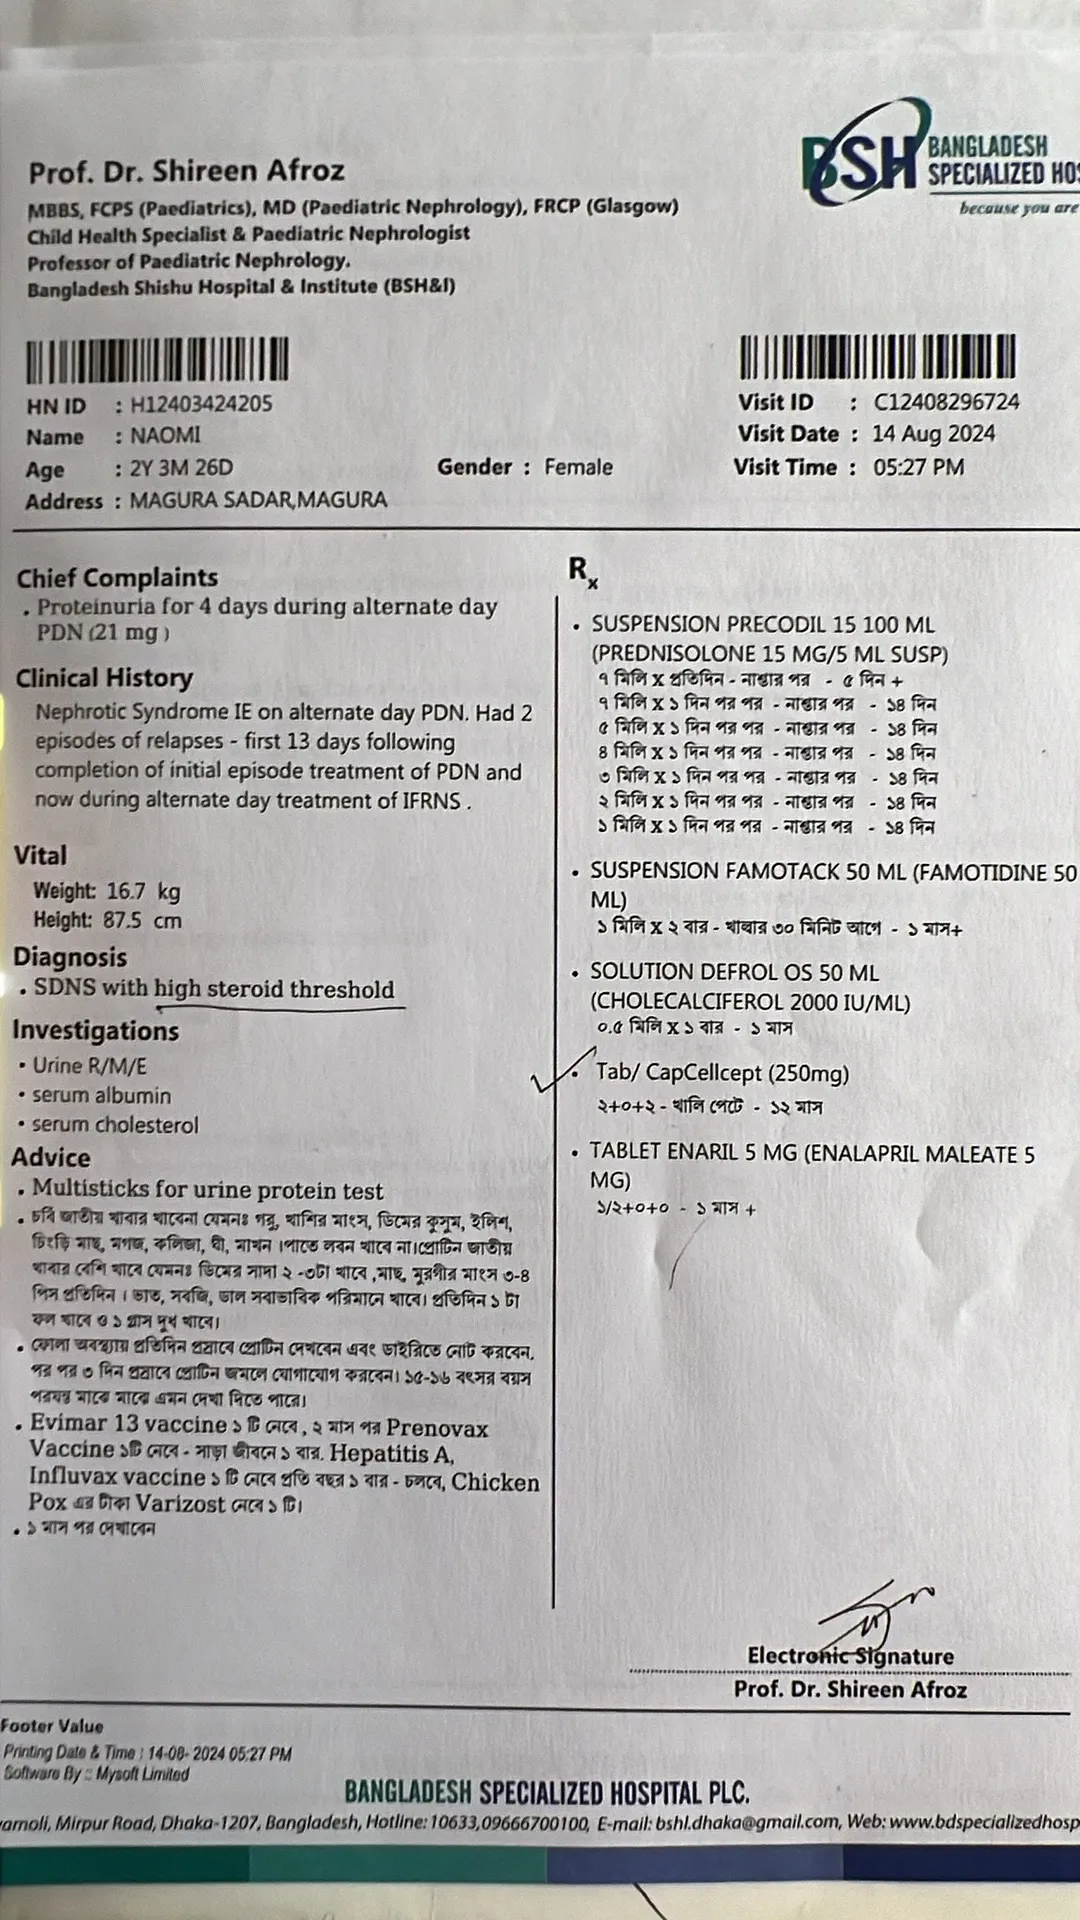 Prof. Dr. Shireen Afroz
MBBS, FCPS (Paediatrics), MD (Paediatric Nephrology), FRCP (Glasgow)
Child Health Specialist & Paediatric Nephrologist
Professor of Paediatric Nephrology.
Bangladesh Shishu Hospital & Institute (BSH&I)
BSH BANGLADESH
SPECIALIZED HOS
because you are
HN ID : H12403424205
Name : NAOMI
Age : 2Y 3M 26D
Gender : Female
Address : MAGURA SADAR,MAGURA
Visit ID : C12408296724
Visit Date : 14 Aug 2024
Visit Time : 05:27 PM
Chief Complaints
. Proteinuria for 4 days during alternate day
PDN (21 mg )
Clinical History
Nephrotic Syndrome IE on alternate day PDN. Had 2
episodes of relapses - first 13 days following
completion of initial episode treatment of PDN and
now during alternate day treatment of IFRNS .
Vital
Weight: 16.7 kg
Height: 87.5 cm
Diagnosis
. SDNS with high steroid threshold
Investigations
• Urine R/M/E
• serum albumin
• serum cholesterol
Advice
. Multisticks for urine protein test
. চর্বি জাতীয় খাবার খাবেনা যেমনঃ গরু, খাশির মাংস, ডিমের কুসুম, ইলিশ,
চিংড়ি মাছ, মগজ, কলিজা, ঘী, মাখন ।পাতে লবন খাবে না।প্রোটিন জাতীয়
খাবার বেশি খাবে যেমনঃ ডিমের সাদা ২ -৩টা খাবে ,মাছ, মুরগীর মাংস ৩-৪
পিস প্রতিদিন । ভাত, সবজি, ডাল সবাভাবিক পরিমানে খাবে। প্রতিদিন ১ টা
ফল খাবে ও ১ গ্লাস দুধ খাবে।
. ফোলা অবস্থায় প্রতিদিন প্রস্রাবে প্রোটিন দেখবেন এবং ডাইরিতে নোট করবেন.
পর পর ৩ দিন প্রস্রাবে প্রোটিন জমলে যোগাযোগ করবেন। ১৫-১৬ বৎসর বয়স
পরযন্ত মাঝে মাঝে এমন দেখা দিতে পারে।
. Evimar 13 vaccine ১ টি নেবে , ২ মাস পর Prenovax
Vaccine ১টি নেবে - সাড়া জীবনে ১ বার. Hepatitis A,
Influvax vaccine ১ টি নেবে প্রতি বছর ১ বার - চলবে, Chicken
Pox এর টীকা Varizost নেবে ১ টি।
. ১ মাস পর দেখাবেন
Rx
• SUSPENSION PRECODIL 15 100 ML
(PREDNISOLONE 15 MG/5 ML SUSP)
৭ মিলি X প্রতিদিন - নাস্তার পর - ৫ দিন +
৭ মিলি X ১ দিন পর পর - নাস্তার পর - ১৪ দিন
৫ মিলি X ১ দিন পর পর - নাস্তার পর - ১৪ দিন
৪ মিলি X ১ দিন পর পর - নাস্তার পর - ১৪ দিন
৩ মিলি X ১ দিন পর পর - নাস্তার পর - ১৪ দিন
২ মিলি X ১ দিন পর পর - নাস্তার পর - ১৪ দিন
১ মিলি X ১ দিন পর পর - নাস্তার পর - ১৪ দিন
• SUSPENSION FAMOTACK 50 ML (FAMOTIDINE 50
ML)
১ মিলি X ২ বার - খাবার ৩০ মিনিট আগে - ১ মাস+
• SOLUTION DEFROL OS 50 ML
(CHOLECALCIFEROL 2000 IU/ML)
০.৫ মিলি X ১ বার - ১ মাস
• Tab/ CapCellcept (250mg)
২+০+২ - খালি পেটে - ১২ মাস
• TABLET ENARIL 5 MG (ENALAPRIL MALEATE 5
MG)
১/২+০+০ - ১ মাস +
Electronic Signature
Prof. Dr. Shireen Afroz
Footer Value
Printing Date & Time : 14-08- 2024 05:27 PM
Software By :: Mysoft Limited
BANGLADESH SPECIALIZED HOSPITAL PLC.
yamoli, Mirpur Road, Dhaka-1207, Bangladesh, Hotline: 10633,09666700100, E-mail: bshl.dhaka@gmail.com, Web: www.bdspecializedhosp